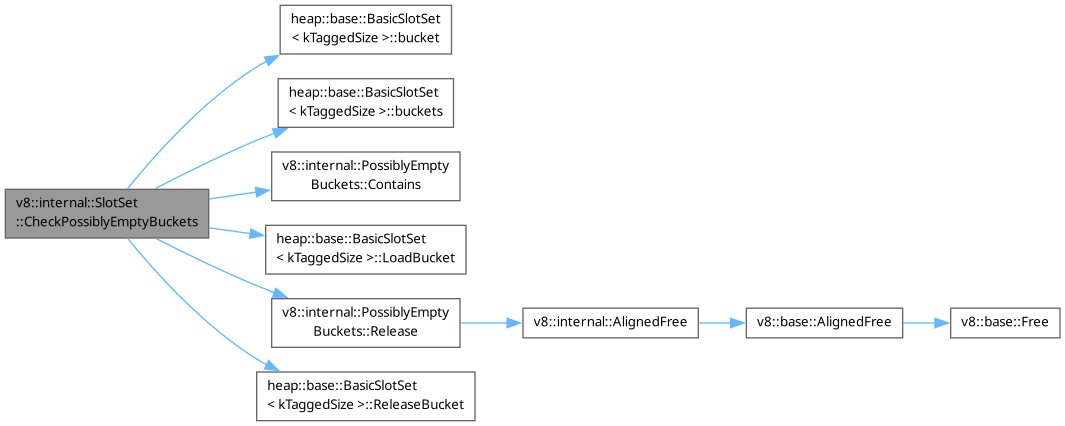 heap::base::BasicSlotSet
< kTaggedSize >::bucket
heap::base::BasicSlotSet
< kTaggedSize >::buckets
v8::internal::PossiblyEmpty
Buckets::Contains
v8::internal::SlotSet
::CheckPossiblyEmptyBuckets
heap::base::BasicSlotSet
< kTaggedSize >::LoadBucket
v8::internal::PossiblyEmpty
Buckets::Release
v8::internal::AlignedFree
v8::base::AlignedFree
v8::base::Free
heap::base::BasicSlotSet
< kTaggedSize >::ReleaseBucket